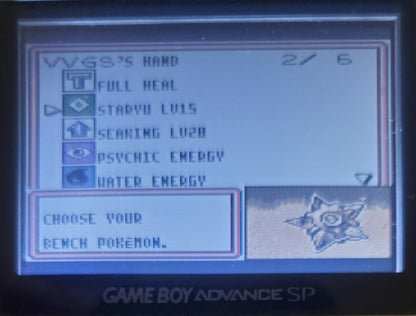 VVGS'S HAND 2/ 6
FULL HEAL
STARYU LV15
SEAKING LV28
PSYCHIC ENERGY
WATER ENERGY
CHOOSE YOUR
BENCH POKéMON.
GAME BOY ADVANCE SP